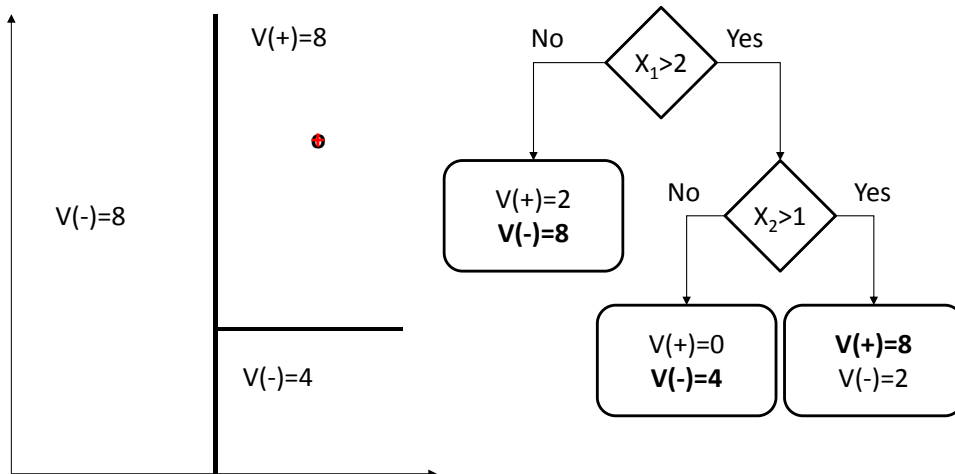 V(+)=8
V(-)=8
V(-)=4
No
Yes
X₁>2
V(+)=2
V(-)=8
No
Yes
X₂>1
V(+)=0
V(-)=4
V(+)=8
V(-)=2